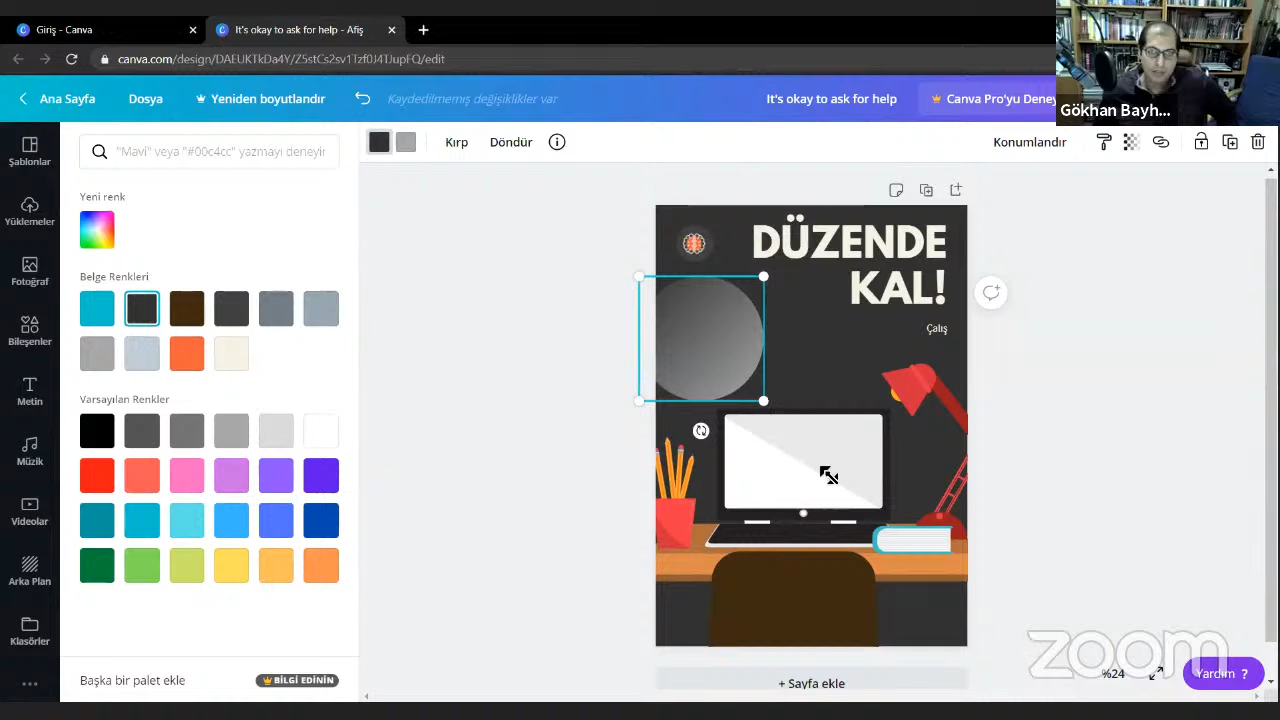 Giriş - Canva
It's okay to ask for help - Afiş
canva.com/design/DAEUKTkDa4Y/Z5stCs2sv1Tzf0J4TJupFQ/edit
Gökhan Bayh...
Ana Sayfa
Dosya
Yeniden boyutlandır
Kaydedilmemiş değişiklikler var
It's okay to ask for help
Canva Pro'yu Dene
"Mavi" veya "#00c4cc" yazmayı deneyin
Kırp
Döndür
Konumlandır
Şablonlar
Yüklemeler
Fotoğraf
Bileşenler
Metin
Müzik
Videolar
Arka Plan
Klasörler
Yeni renk
Belge Renkleri
Varsayılan Renkler
Başka bir palet ekle
BİLGİ EDİNİN
DÜZENDE
KAL!
Çalış
+ Sayfa ekle
zoom
%24
Yardım ?